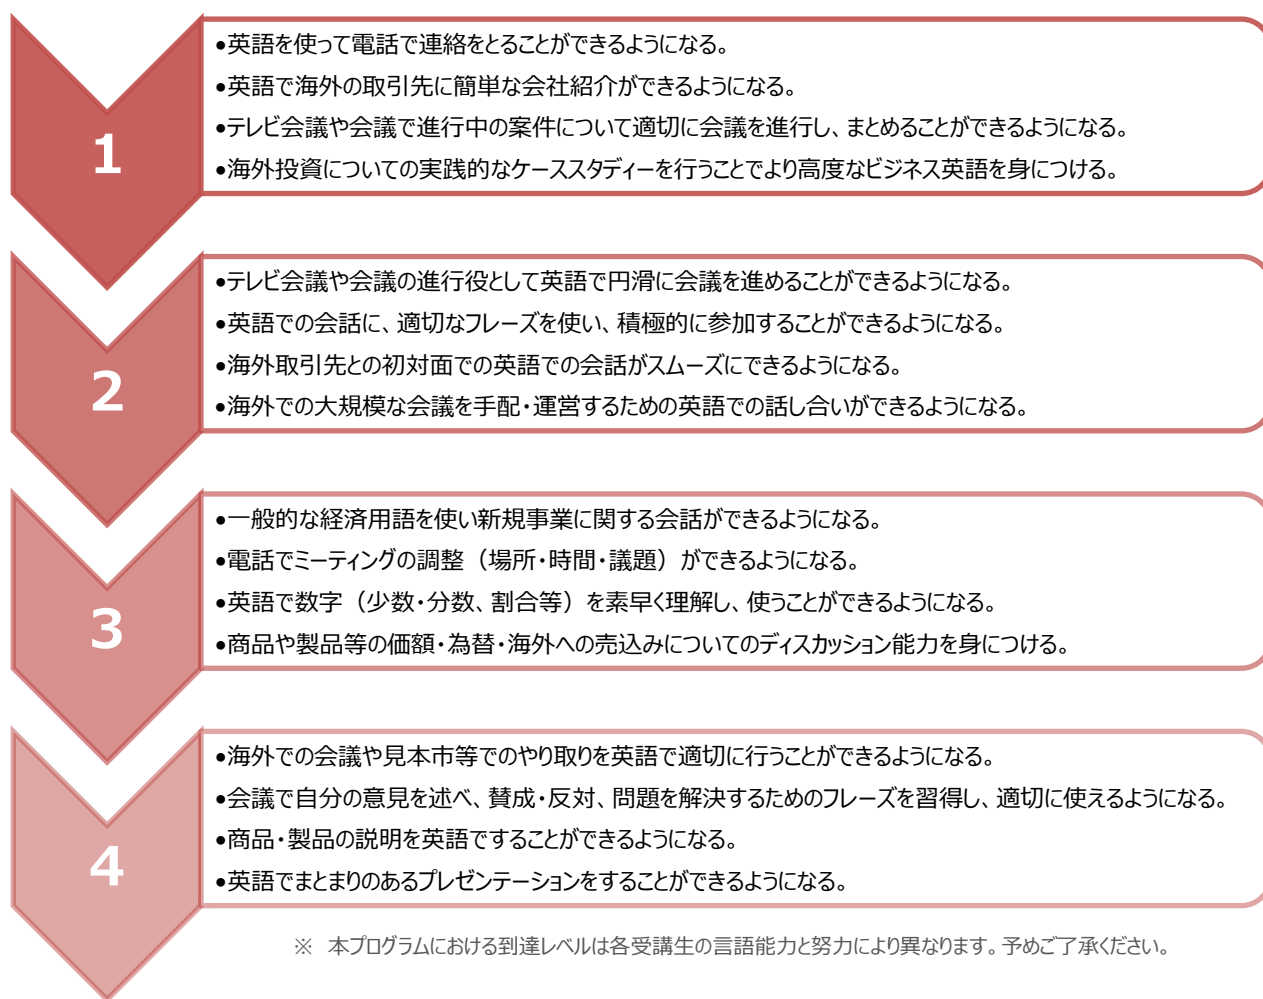 1
•英語を使って電話で連絡をとることができるようになる。
•英語で海外の取引先に簡単な会社紹介ができるようになる。
•テレビ会議や会議で進行中の案件について適切に会議を進行し、まとめることができるようになる。
•海外投資についての実践的なケーススタディーを行うことでより高度なビジネス英語を身につける。
2
•テレビ会議や会議の進行役として英語で円滑に会議を進めることができるようになる。
•英語での会話に、適切なフレーズを使い、積極的に参加することができるようになる。
•海外取引先との初対面での英語での会話がスムーズにできるようになる。
•海外での大規模な会議を手配・運営するための英語での話し合いができるようになる。
3
•一般的な経済用語を使い新規事業に関する会話ができるようになる。
•電話でミーティングの調整（場所・時間・議題）ができるようになる。
•英語で数字（少数・分数、割合等）を素早く理解し、使うことができるようになる。
•商品や製品等の価額・為替・海外への売込みについてのディスカッション能力を身につける。
4
•海外での会議や見本市等でのやり取りを英語で適切に行うことができるようになる。
•会議で自分の意見を述べ、賛成・反対、問題を解決するためのフレーズを習得し、適切に使えるようになる。
•商品・製品の説明を英語ですることができるようになる。
•英語でまとまりのあるプレゼンテーションをすることができるようになる。
※ 本プログラムにおける到達レベルは各受講生の言語能力と努力により異なります。予めご了承ください。